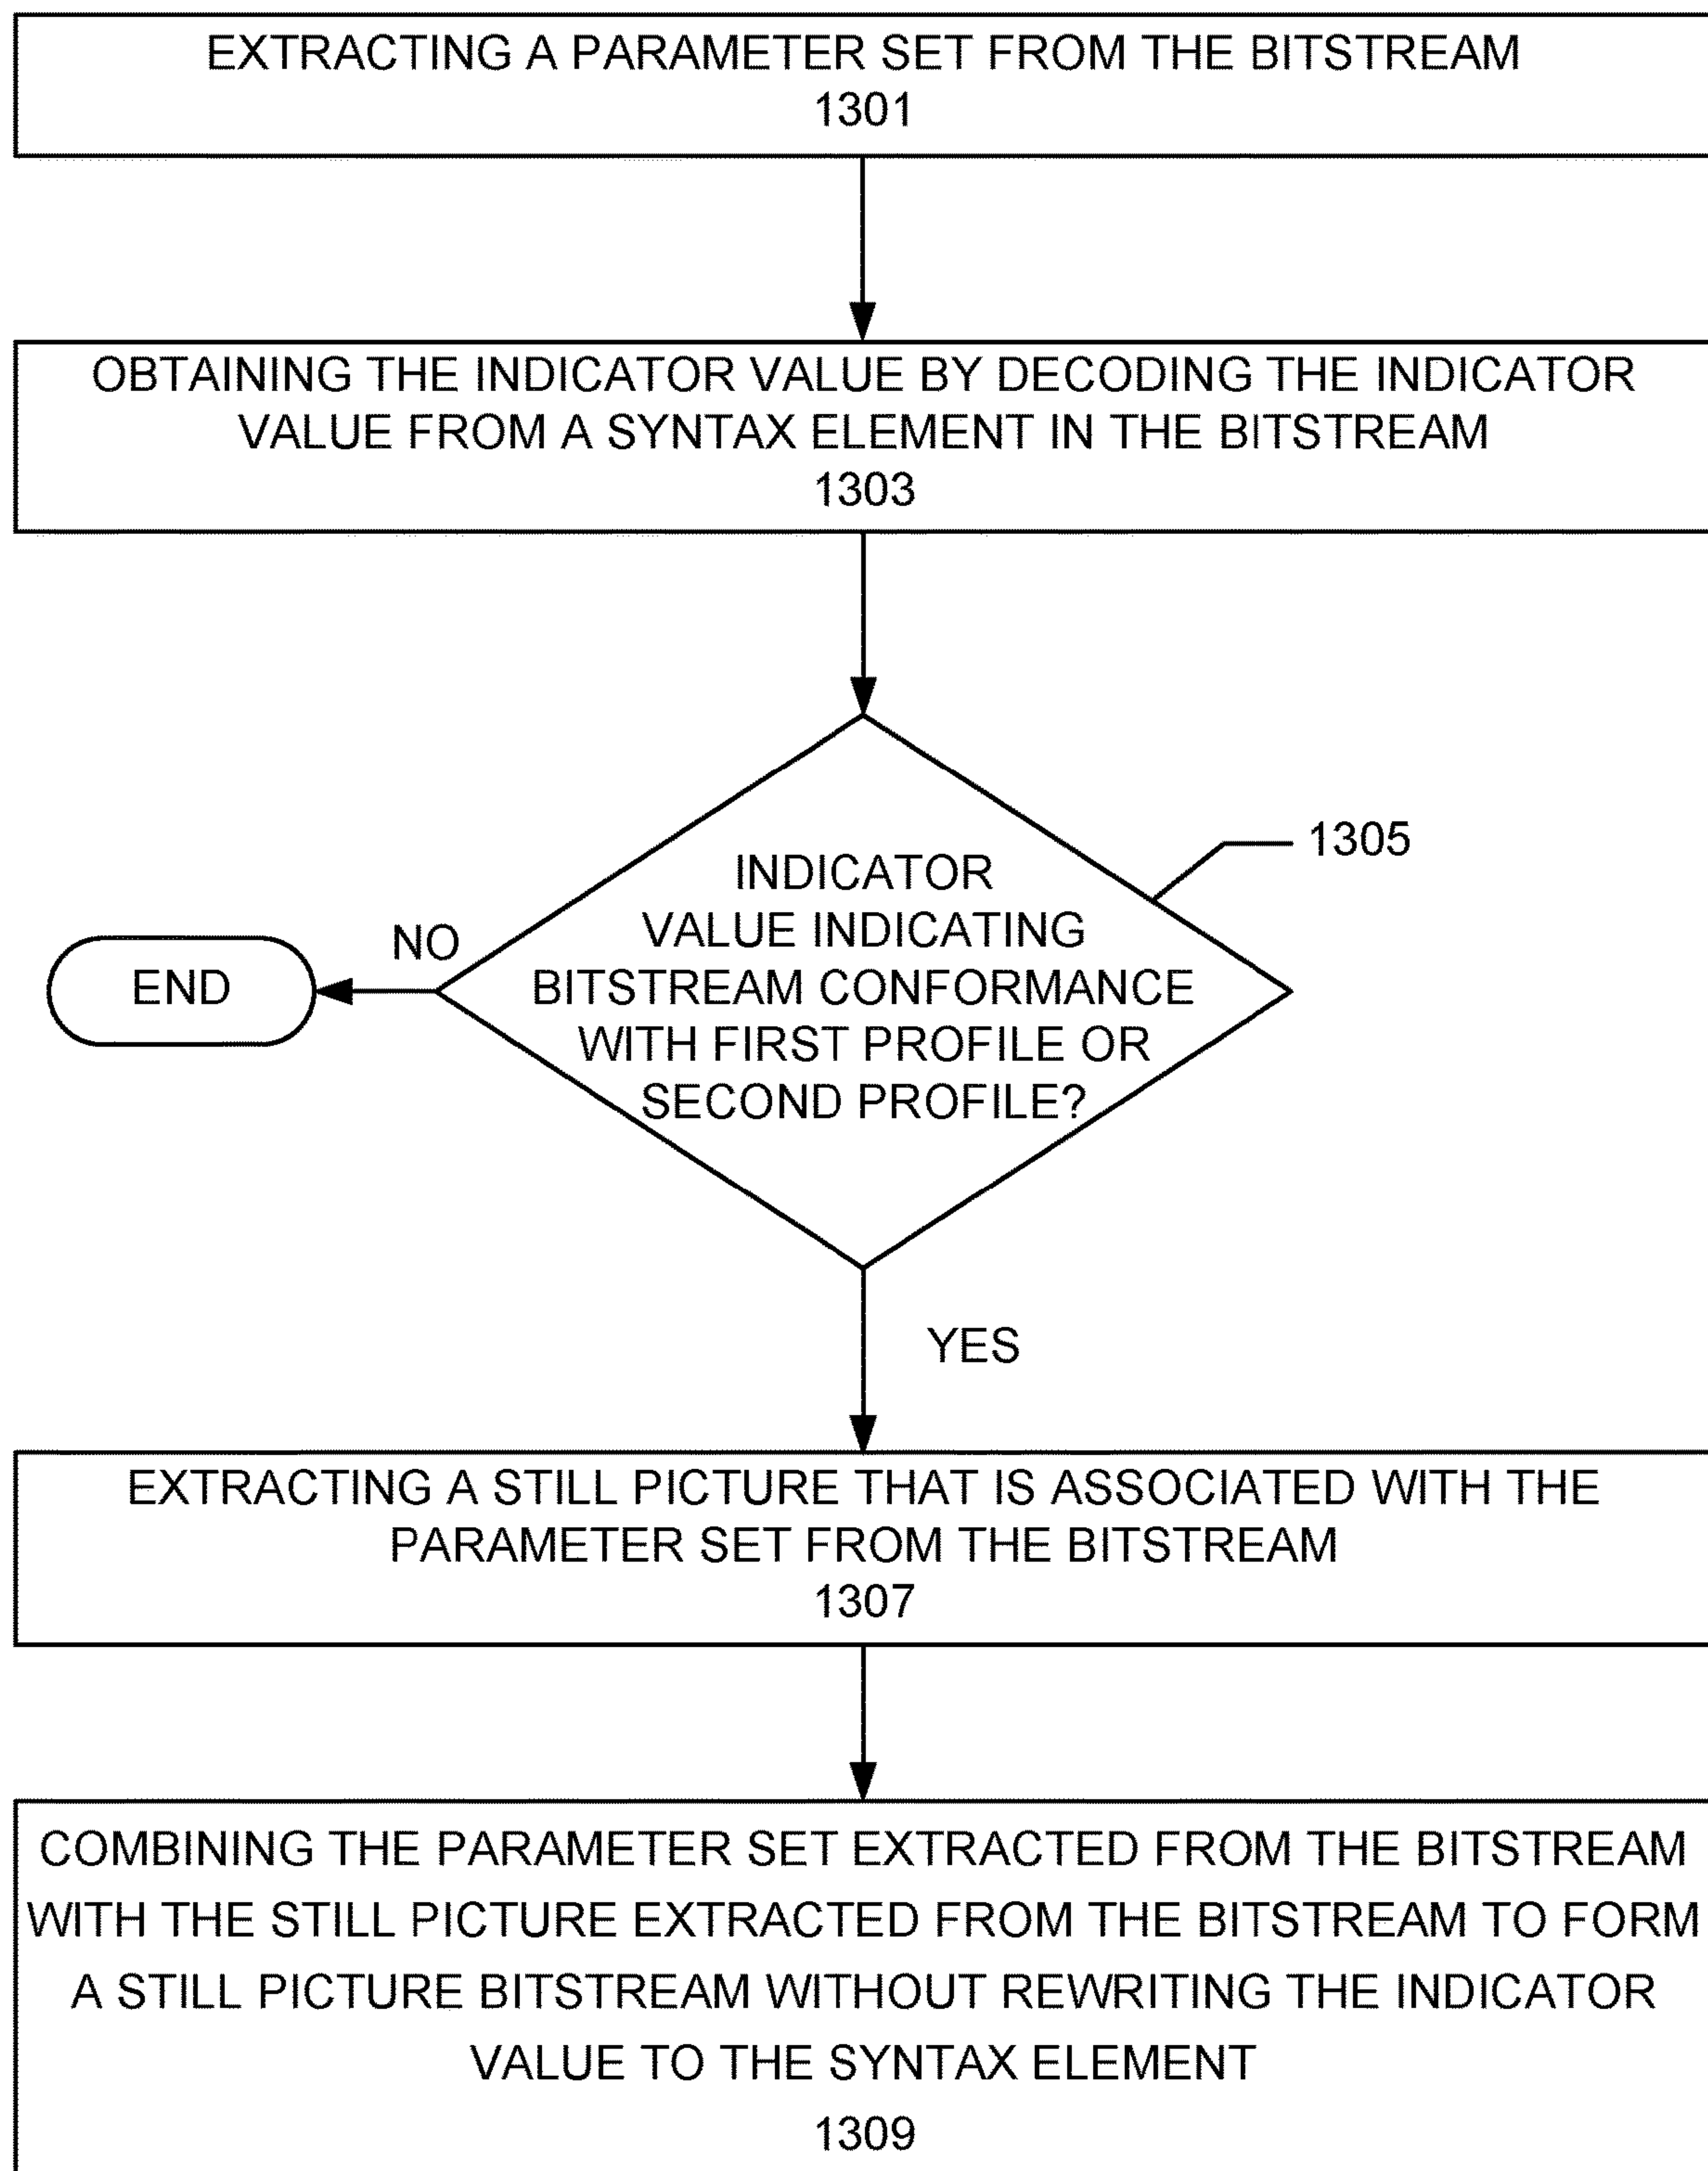 EXTRACTING A PARAMETER SET FROM THE BITSTREAM
1301
OBTAINING THE INDICATOR VALUE BY DECODING THE INDICATOR
VALUE FROM A SYNTAX ELEMENT IN THE BITSTREAM
1303
1305
INDICATOR
VALUE INDICATING
BITSTREAM CONFORMANCE
WITH FIRST PROFILE OR
SECOND PROFILE?
NO
END
YES
EXTRACTING A STILL PICTURE THAT IS ASSOCIATED WITH THE
PARAMETER SET FROM THE BITSTREAM
1307
COMBINING THE PARAMETER SET EXTRACTED FROM THE BITSTREAM
WITH THE STILL PICTURE EXTRACTED FROM THE BITSTREAM TO FORM
A STILL PICTURE BITSTREAM WITHOUT REWRITING THE INDICATOR
VALUE TO THE SYNTAX ELEMENT
1309